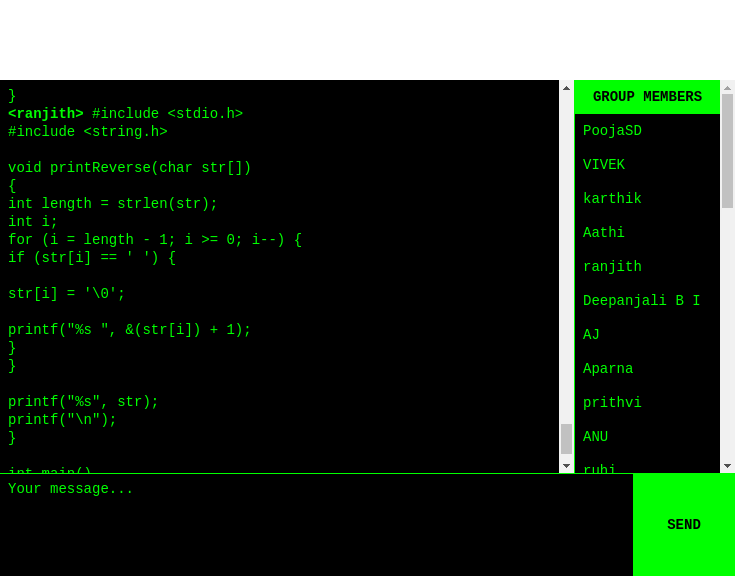 }
<ranjith> #include <stdio.h>
#include <string.h>
void printReverse(char str[])
{
int length = strlen(str);
int i;
for (i = length - 1; i >= 0; i--) {
if (str[i] == ' ') {
str[i] = '\0';
printf("%s ", &(str[i]) + 1);
}
}
printf("%s", str);
printf("\n");
}
int main()
GROUP MEMBERS
PoojaSD
VIVEK
karthik
Aathi
ranjith
Deepanjali B I
AJ
Aparna
prithvi
ANU
rubi
Your message...
SEND